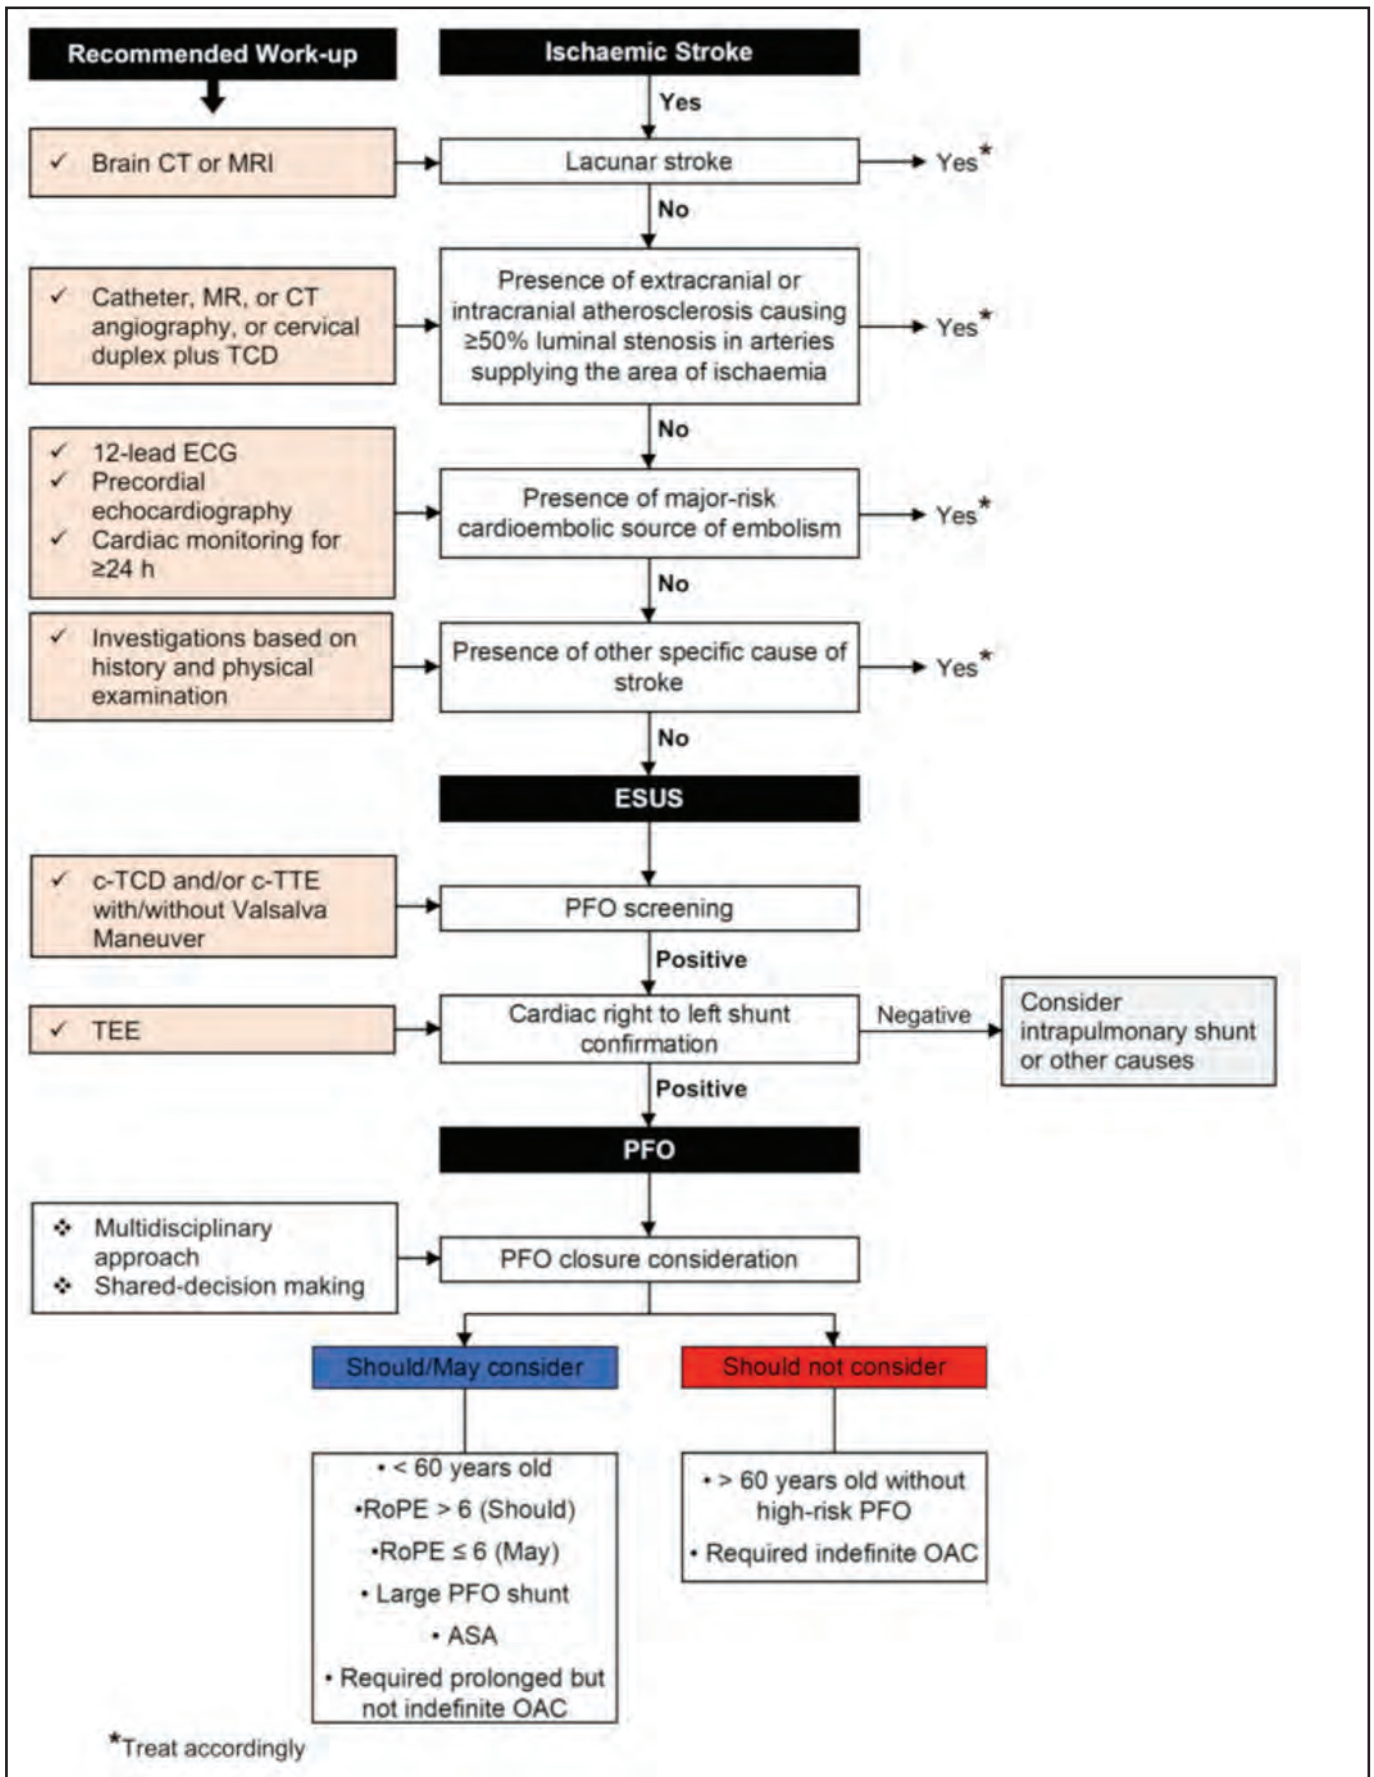 Recommended Work-up
Ischaemic Stroke
Yes
✓ Brain CT or MRI
Lacunar stroke
Yes*
No
✓ Catheter, MR, or CT
angiography, or cervical
duplex plus TCD
Presence of extracranial or
intracranial atherosclerosis causing
≥50% luminal stenosis in arteries
supplying the area of ischaemia
Yes*
No
✓ 12-lead ECG
✓ Precordial
echocardiography
✓ Cardiac monitoring for
≥24 h
Presence of major-risk
cardioembolic source of embolism
Yes*
No
✓ Investigations based on
history and physical
examination
Presence of other specific cause of
stroke
Yes*
No
ESUS
✓ c-TCD and/or c-TTE
with/without Valsalva
Maneuver
PFO screening
Positive
✓ TEE
Cardiac right to left shunt
confirmation
Negative
Consider
intrapulmonary shunt
or other causes
Positive
PFO
❖ Multidisciplinary
approach
❖ Shared-decision making
PFO closure consideration
Should/May consider
Should not consider
• < 60 years old
•RoPE > 6 (Should)
•RoPE ≤ 6 (May)
• Large PFO shunt
• ASA
• Required prolonged but
not indefinite OAC
• > 60 years old without
high-risk PFO
• Required indefinite OAC
*Treat accordingly